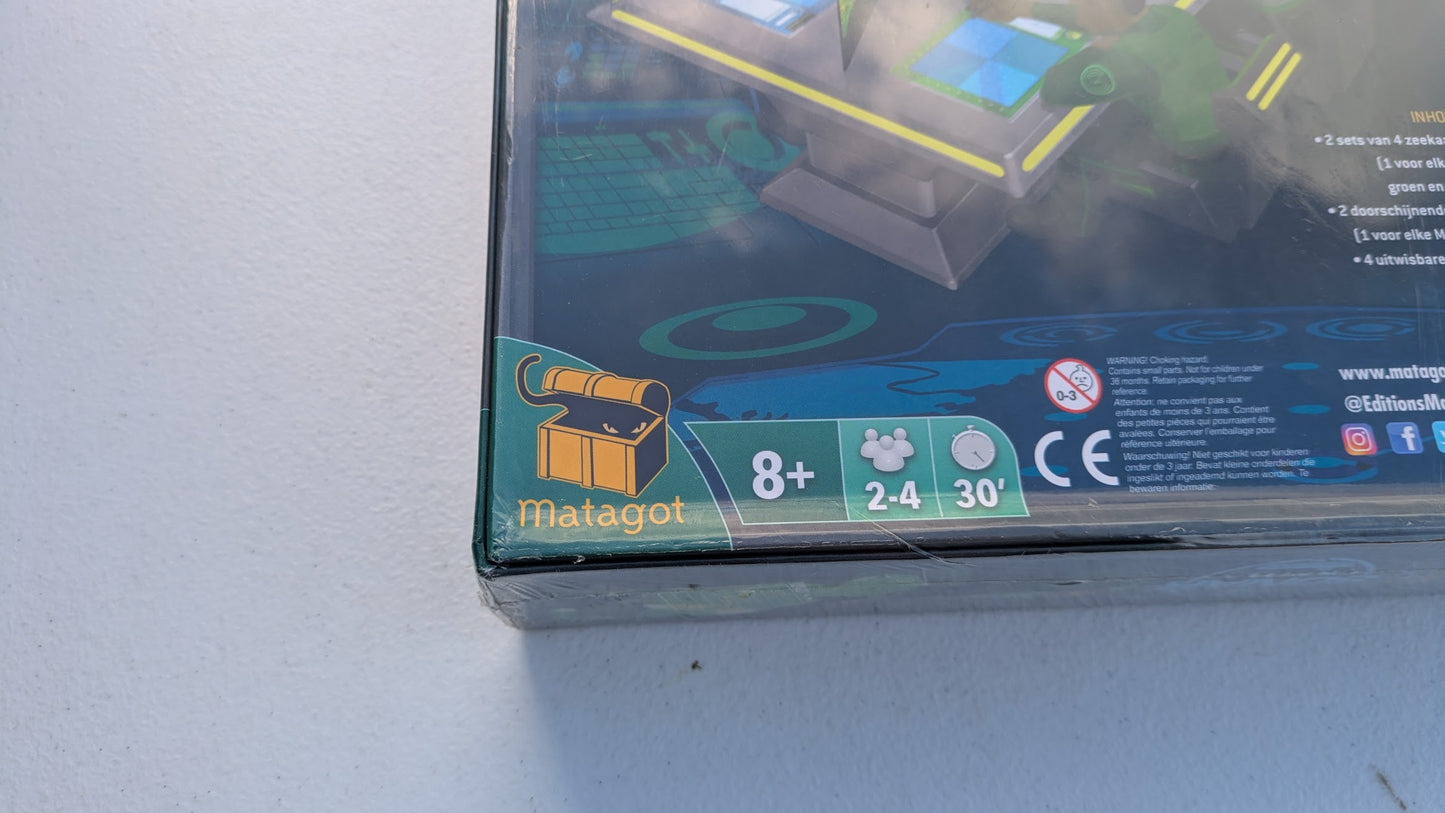 INHO
• 2 sets van 4 zeeka
(1 voor elk
groen en
• 2 doorschijnend
(1 voor elke M
• 4 uitwisbare
matagot
8+
2-4
30’
0-3
CE
WARNING! Choking hazard.
Contains small parts. Not for children under
36 months. Retain packaging for further
reference.
Attention: ne convient pas aux
enfants de moins de 3 ans. Contient
des petites pièces qui pourraient être
avalées. Conserver l'emballage pour
référence ultérieure.
Waarschuwing! Niet geschikt voor kinderen
onder de 3 jaar. Bevat kleine onderdelen die
ingeslikt of ingeademd kunnen worden. Te
bewaren informatie.
www.matago
@EditionsMa